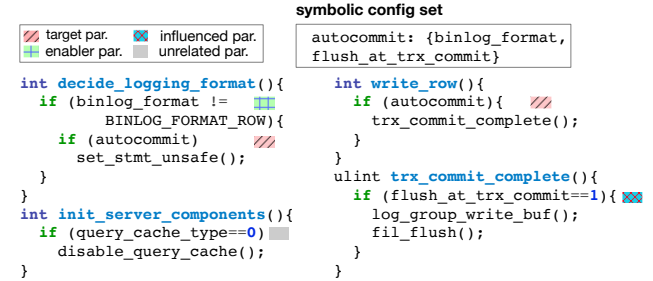 symbolic config set
target par. influenced par.
enabler par. unrelated par.
autocommit: {binlog_format,
flush_at_trx_commit}
int decide_logging_format(){
if (binlog_format !=
BINLOG_FORMAT_ROW){
if (autocommit)
set_stmt_unsafe();
}
}
int init_server_components(){
if (query_cache_type==0)
disable_query_cache();
}
int write_row(){
if (autocommit){
trx_commit_complete();
}
}
ulint trx_commit_complete(){
if (flush_at_trx_commit==1){
log_group_write_buf();
fil_flush();
}
}